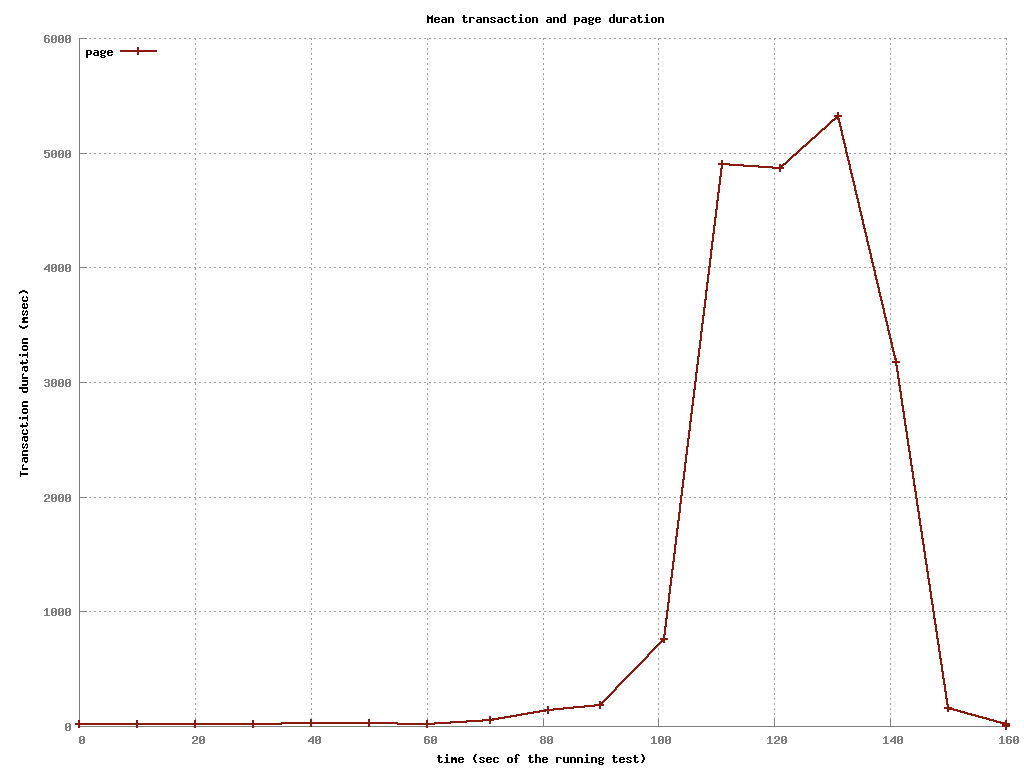 Mean transaction and page duration
6000
page
5000
4000
3000
2000
1000
0
Transaction duration (msec)
0 20 40 60 80 100 120 140 160
time (sec of the running test)